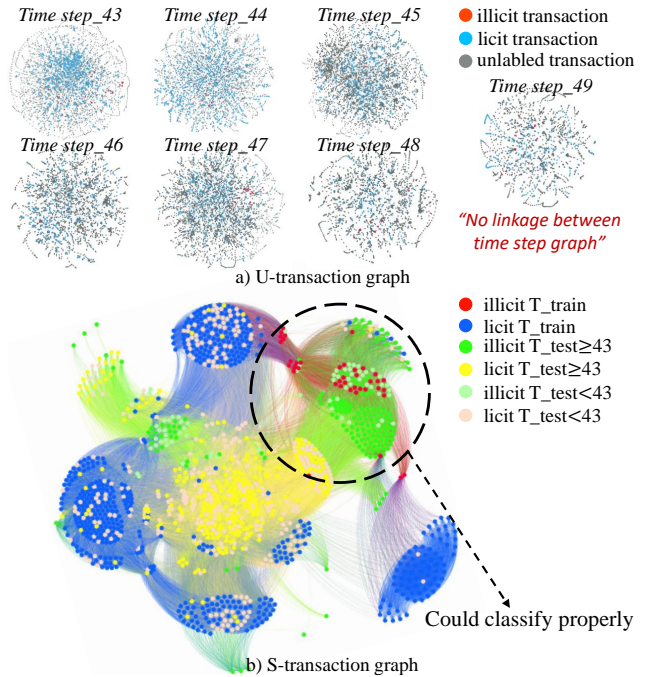 Time step_43
Time step_44
Time step_45
illicit transaction
licit transaction
unlabled transaction
Time step_49
Time step_46
Time step_47
Time step_48
“No linkage between
time step graph”
a) U-transaction graph
illicit T_train
licit T_train
illicit T_test≥43
licit T_test≥43
illicit T_test<43
licit T_test<43
Could classify properly
b) S-transaction graph